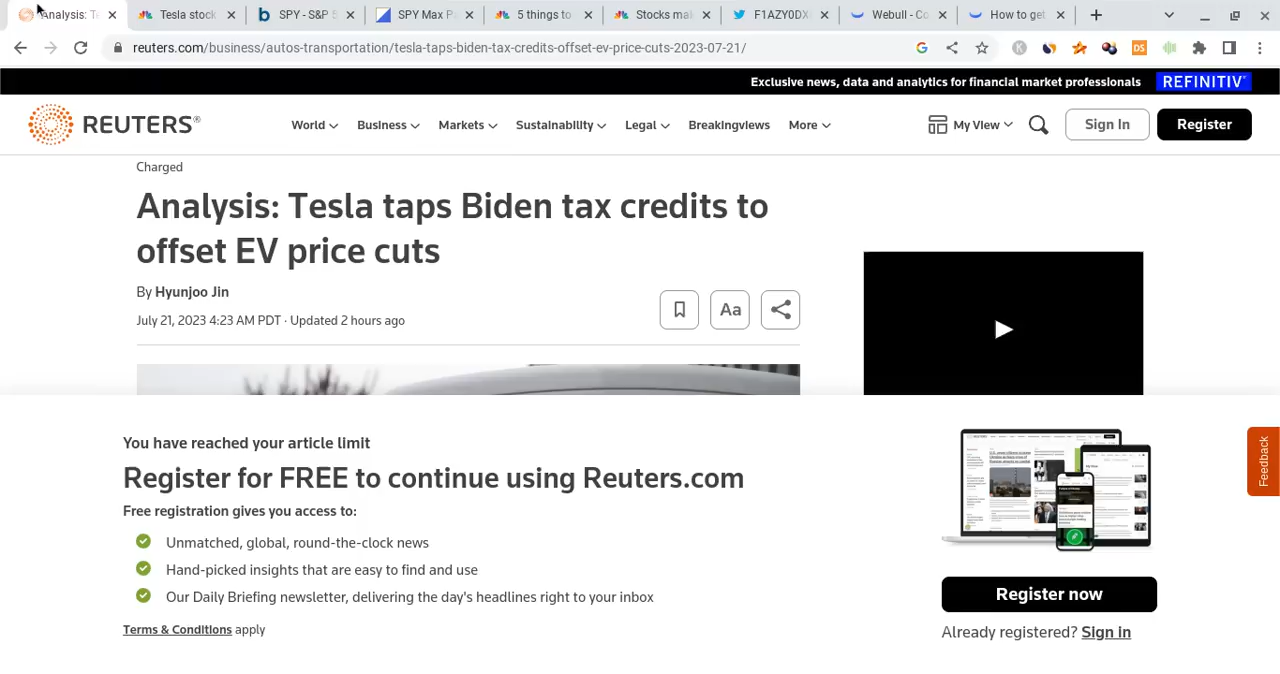 Analysis: Te
Tesla stock
SPY - S&P 5
SPY Max Pa
5 things to
Stocks mak
F1AZY0DX
Webull - Co
How to get
reuters.com/business/autos-transportation/tesla-taps-biden-tax-credits-offset-ev-price-cuts-2023-07-21/
Exclusive news, data and analytics for financial market professionals
REFINITIV
REUTERS®
World
Business
Markets
Sustainability
Legal
Breakingviews
More
My View
Sign In
Register
Charged
Analysis: Tesla taps Biden tax credits to
offset EV price cuts
By Hyunjoo Jin
July 21, 2023 4:23 AM PDT · Updated 2 hours ago
Aa
You have reached your article limit
Register for FREE to continue using Reuters.com
Free registration gives you access to:
Unmatched, global, round-the-clock news
Hand-picked insights that are easy to find and use
Our Daily Briefing newsletter, delivering the day's headlines right to your inbox
Terms & Conditions apply
Register now
Already registered? Sign in
Feedback